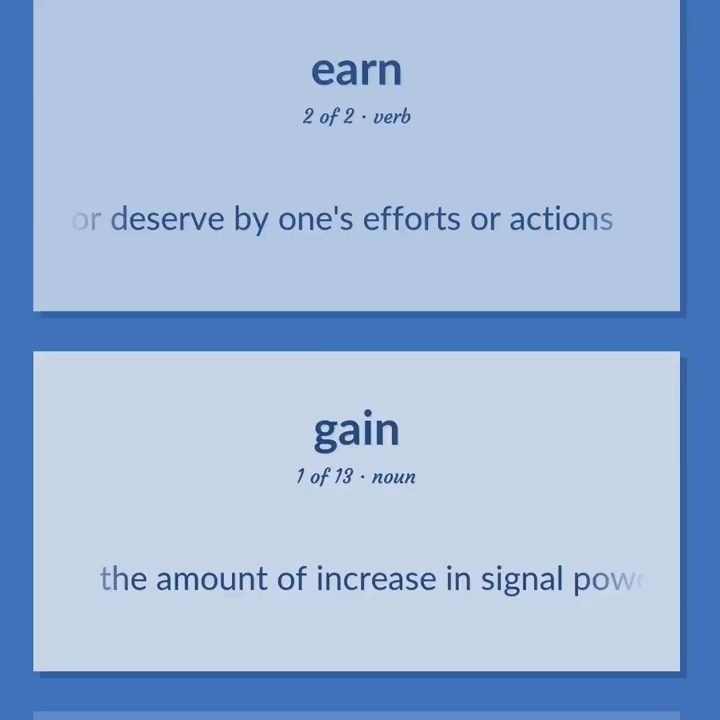 earn
2 of 2 · verb
or deserve by one's efforts or actions
gain
1 of 13 · noun
the amount of increase in signal